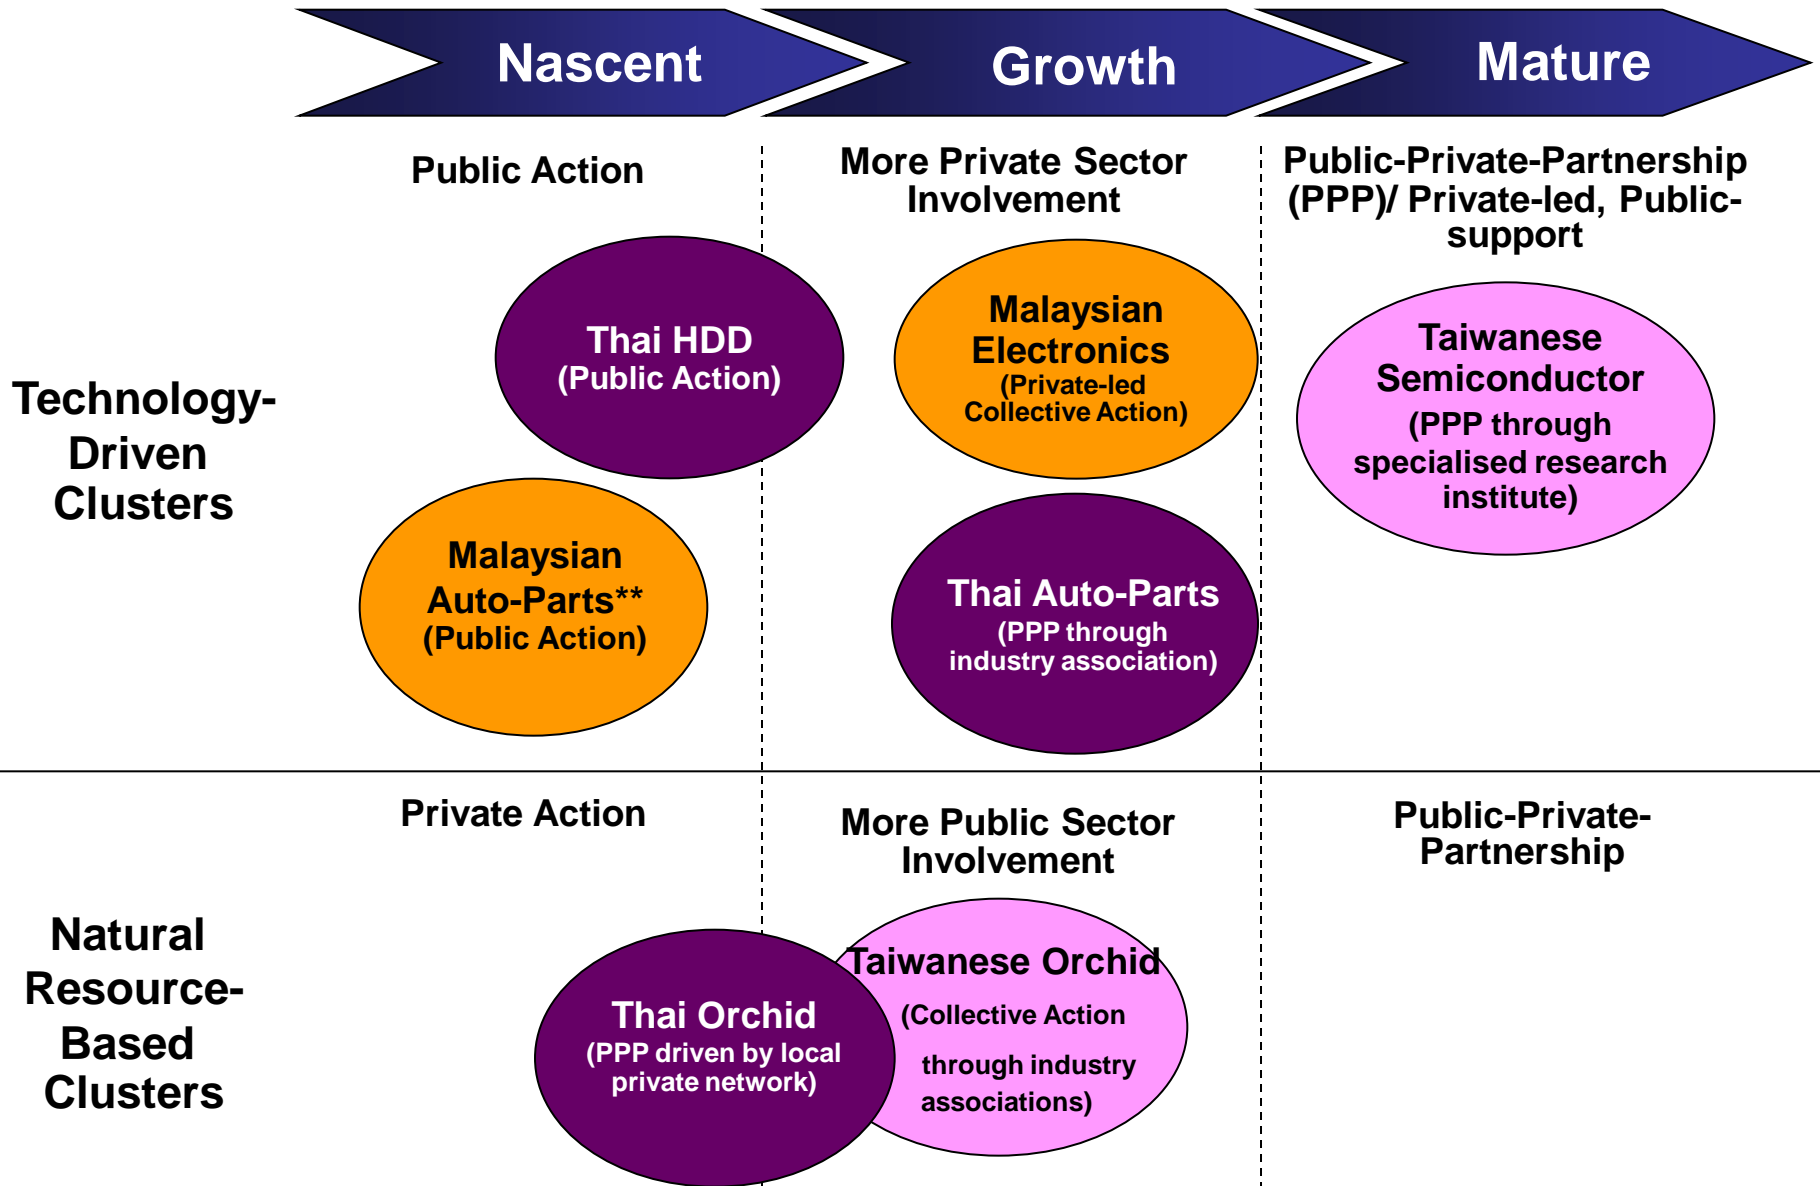 Nascent
Growth
Mature
Public Action
More Private Sector
Involvement
Public-Private-Partnership
(PPP)/ Private-led, Public-
support
Technology-
Driven
Clusters
Thai HDD
(Public Action)
Malaysian
Electronics
(Private-led
Collective Action)
Taiwanese
Semiconductor
(PPP through
specialised research
institute)
Malaysian
Auto-Parts**
(Public Action)
Thai Auto-Parts
(PPP through
industry association)
Private Action
More Public Sector
Involvement
Public-Private-
Partnership
Natural
Resource-
Based
Clusters
Thai Orchid
(PPP driven by local
private network)
Taiwanese Orchid
(Collective Action
through industry
associations)